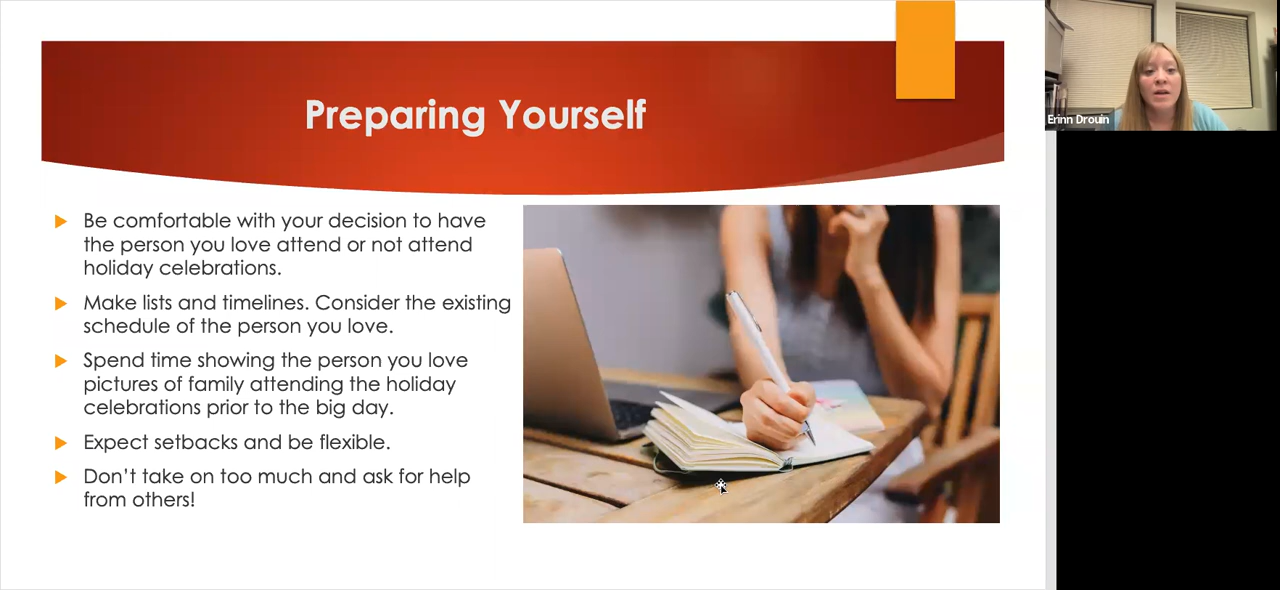 Preparing Yourself
Erinn Drouin
Be comfortable with your decision to have
the person you love attend or not attend
holiday celebrations.
Make lists and timelines. Consider the existing
schedule of the person you love.
Spend time showing the person you love
pictures of family attending the holiday
celebrations prior to the big day.
Expect setbacks and be flexible.
Don’t take on too much and ask for help
from others!